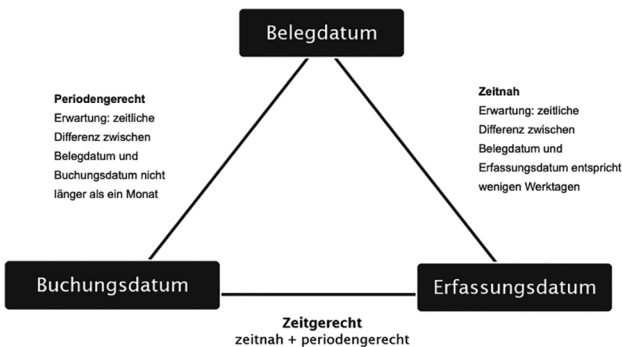 Belegdatum
Periodengerecht
Erwartung: zeitliche
Differenz zwischen
Belegdatum und
Buchungsdatum nicht
länger als ein Monat
Zeitnah
Erwartung: zeitliche
Differenz zwischen
Belegdatum und
Erfassungsdatum entspricht
wenigen Werktagen
Buchungsdatum
Erfassungsdatum
Zeitgerecht
zeitnah + periodengerecht